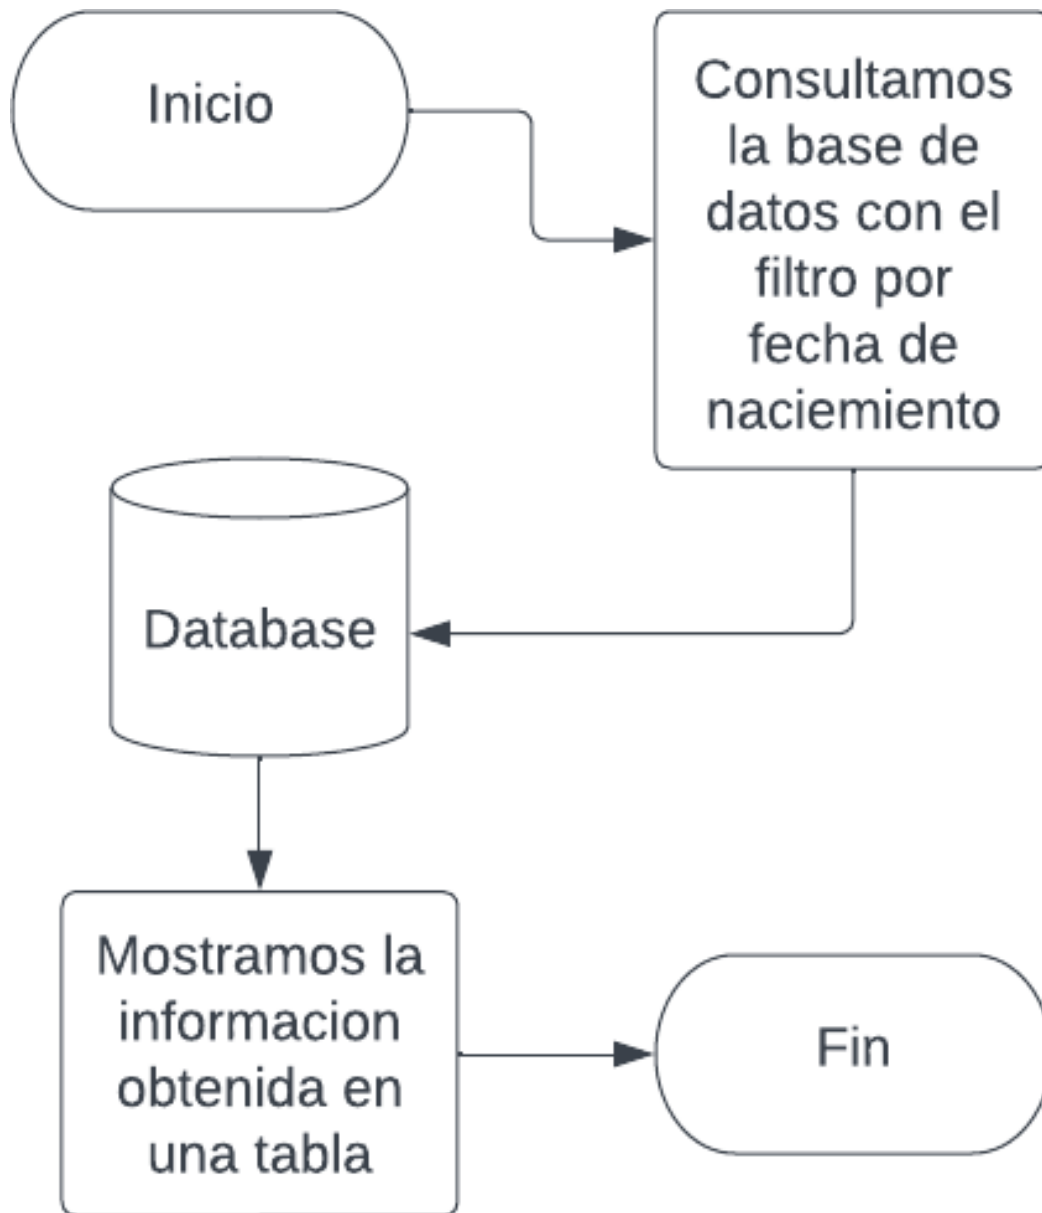 Inicio
Consultamos
la base de
datos con el
filtro por
fecha de
naciemiento
Database
Mostramos la
informacion
obtenida en
una tabla
Fin